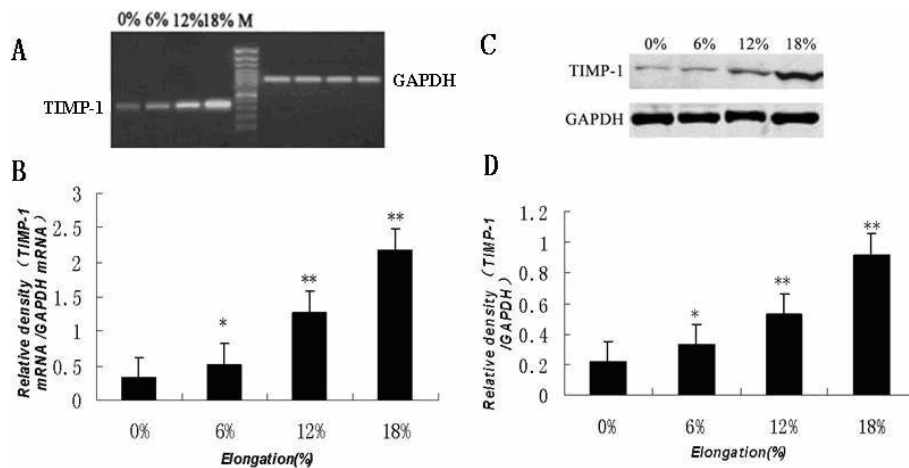 A
0% 6% 12% 18% M
TIMP-1
GAPDH
B
Relative density (TIMP-1
mRNA /GAPDH mRNA)
3
2.5
2
1.5
1
0.5
0
*
**
**
0% 6% 12% 18%
Elongation(%)
C
0% 6% 12% 18%
TIMP-1
GAPDH
D
Relative density (TIMP-1
/GAPDH)
1.2
1
0.8
0.6
0.4
0.2
0
*
**
**
0% 6% 12% 18%
Elongation(%)